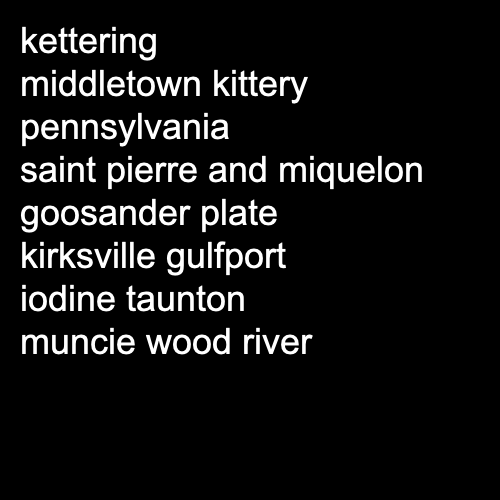 kettering
middletown kittery
pennsylvania
saint pierre and miquelon
goosander plate
kirksville gulfport
iodine taunton
muncie wood river